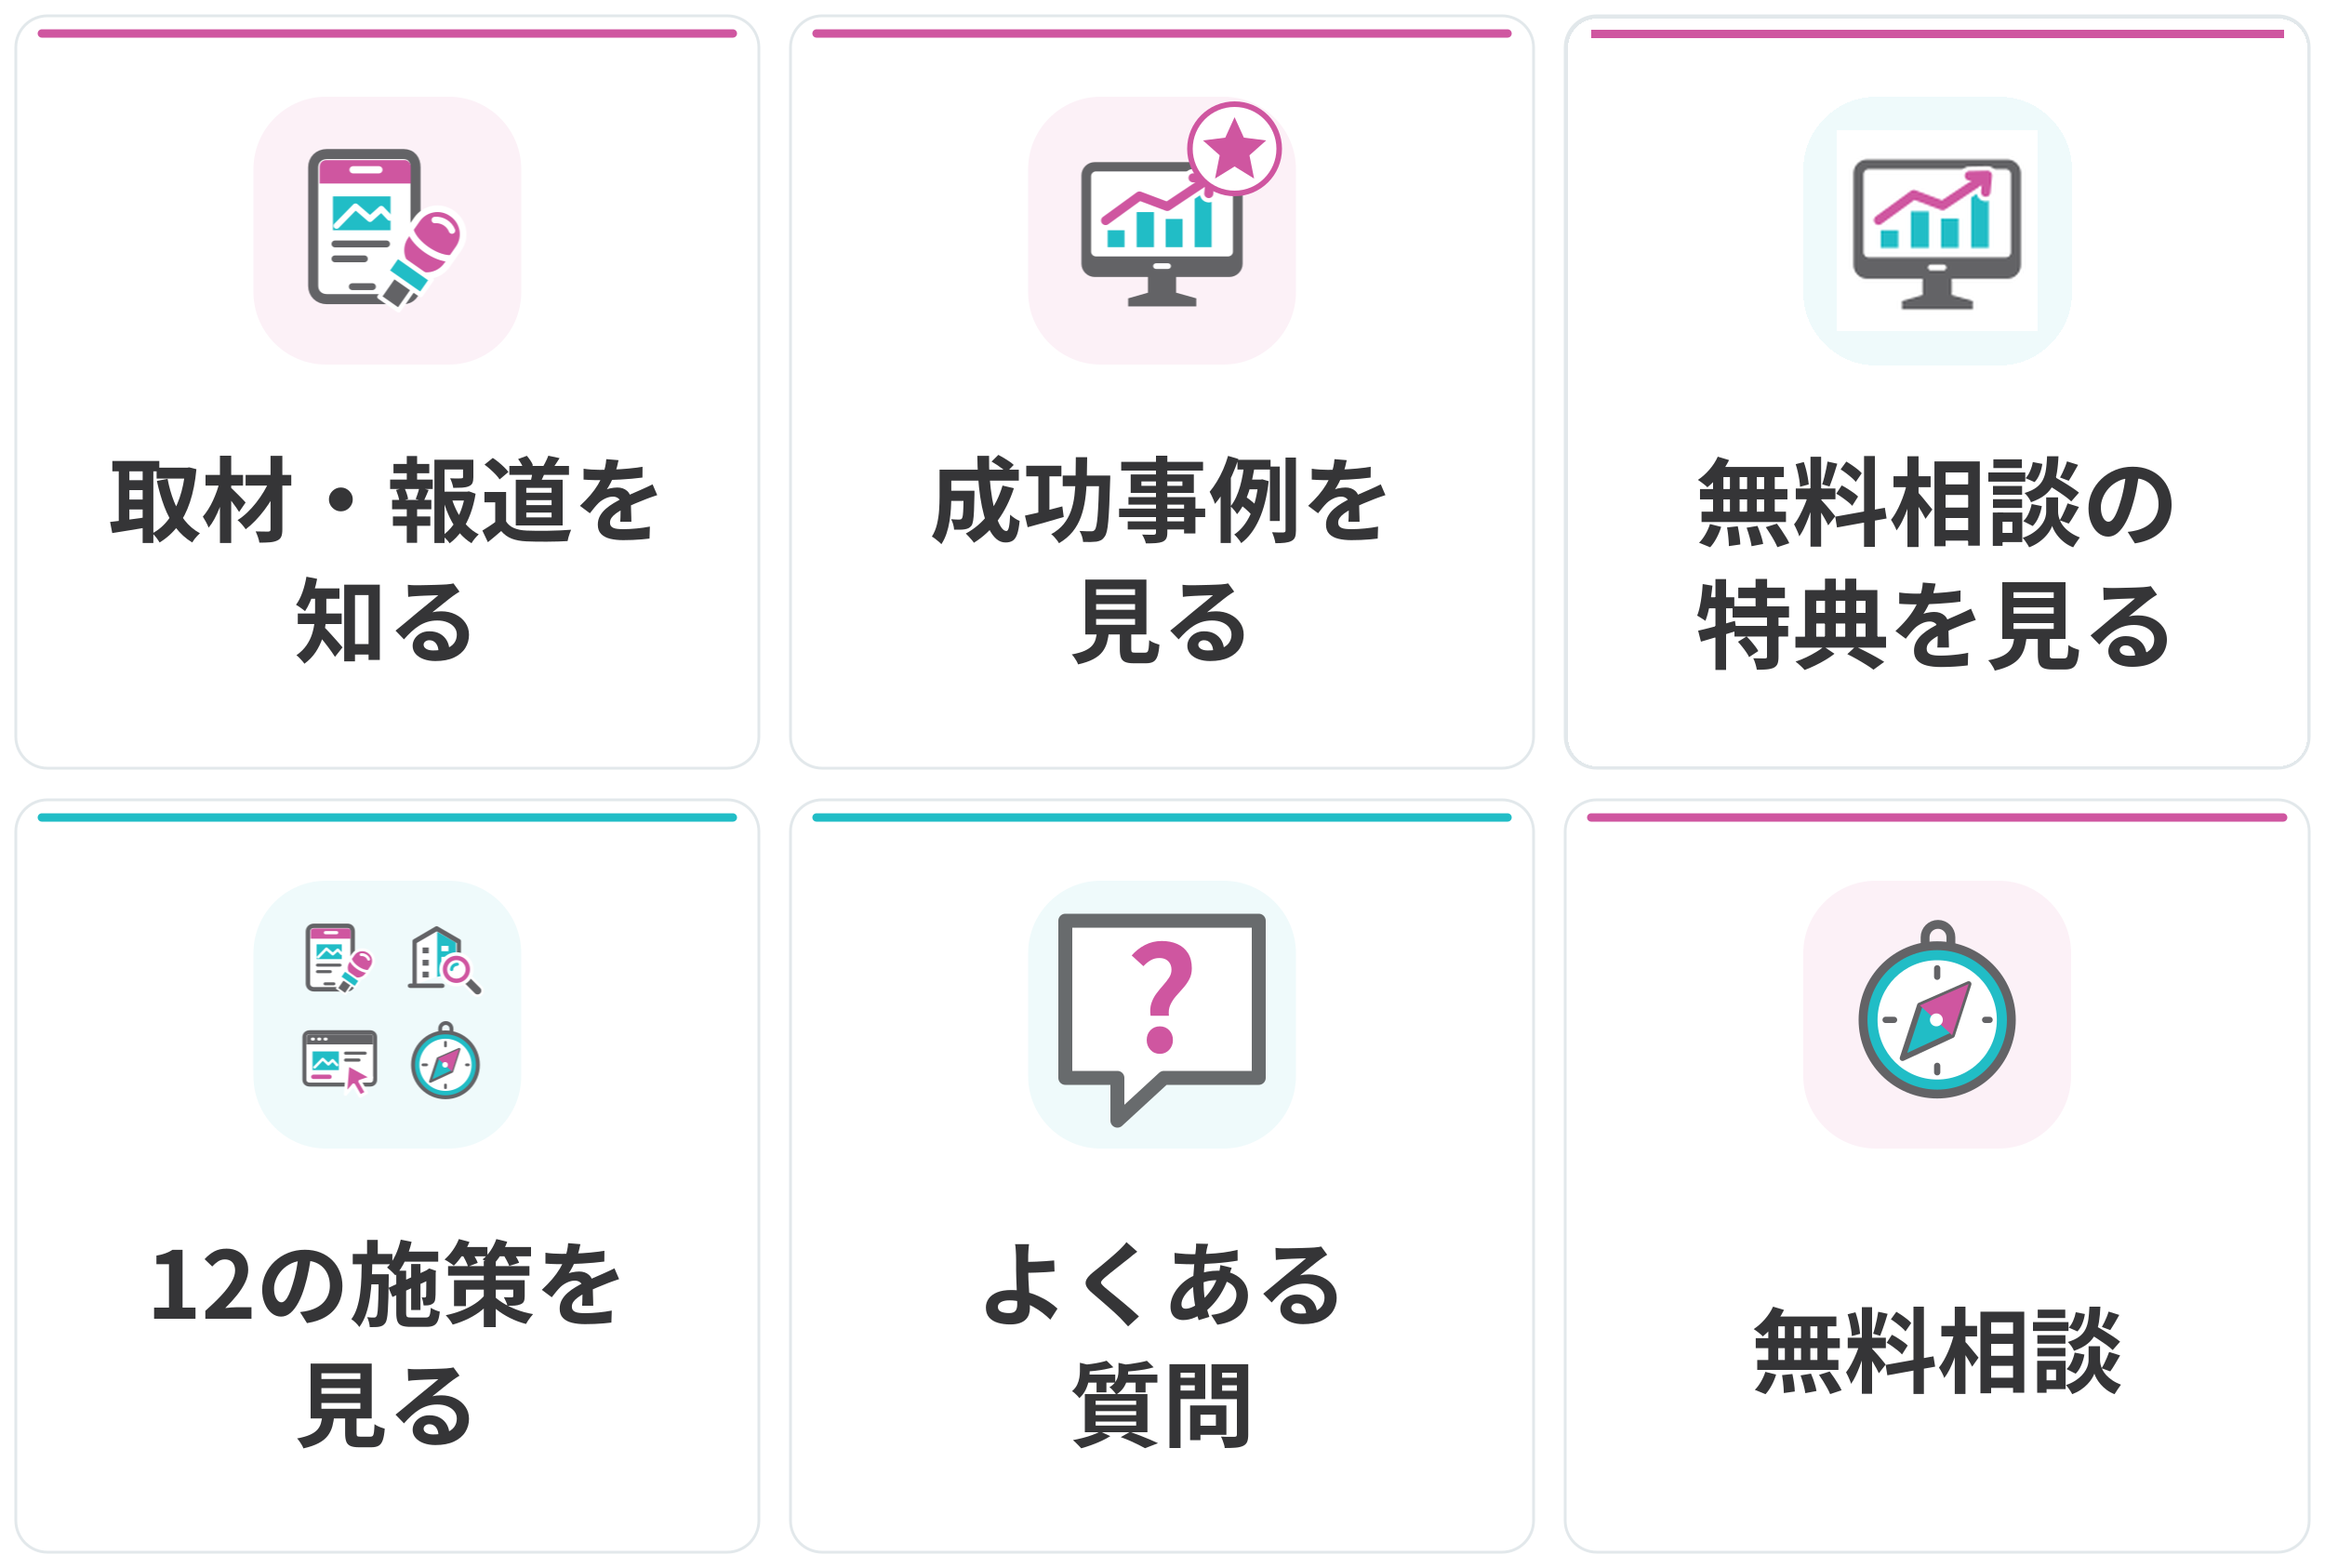 取材・報道を
知る
成功事例を
見る
無料相談の
特典を見る
?
12の施策を
見る
よくある
質問
無料相談